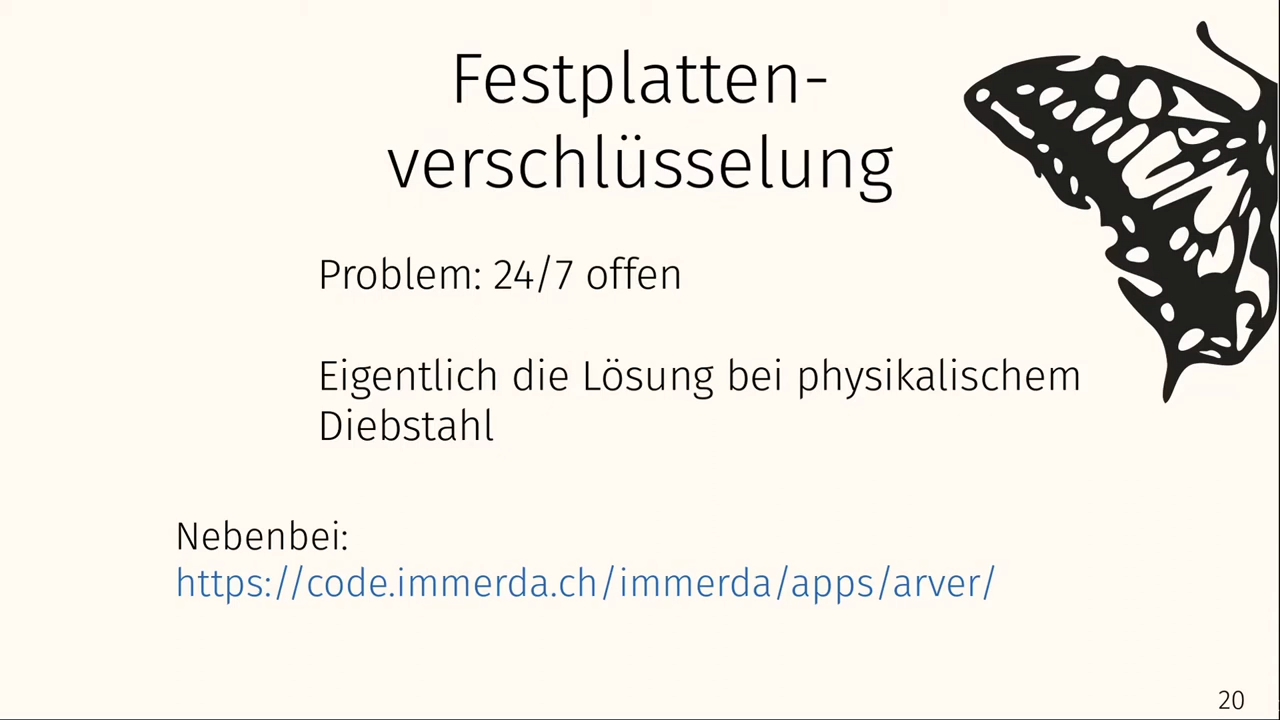 Festplatten-
verschlüsselung
Problem: 24/7 offen
Eigentlich die Lösung bei physikalischem
Diebstahl
Nebenbei:
https://code.immerda.ch/immerda/apps/arver/
20